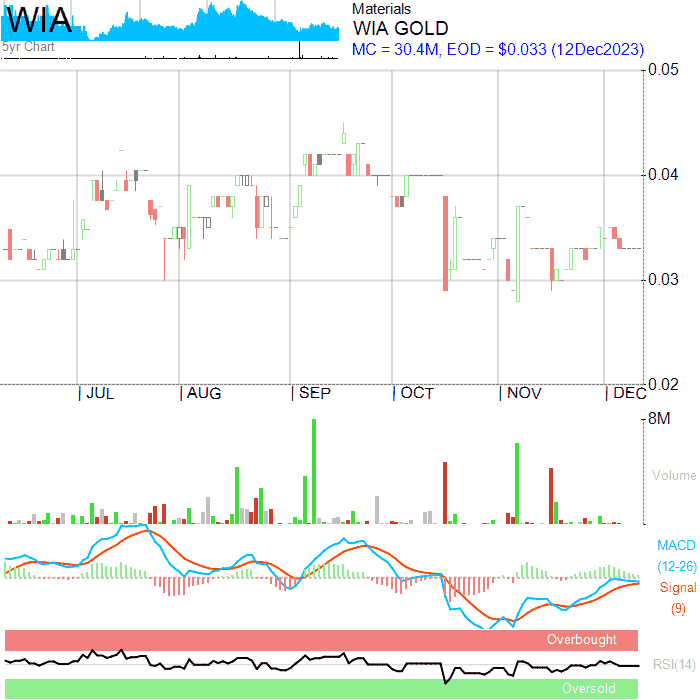 WIA
5yr Chart
Materials
WIA GOLD
MC = 30.4M, EOD = $0.033 (12Dec2023)
0.05
0.04
0.03
0.02
| JUL | AUG | SEP | OCT | NOV | DEC
8M
Volume
MACD
(12-26)
Signal
(9)
Overbought
RSI(14)
Oversold